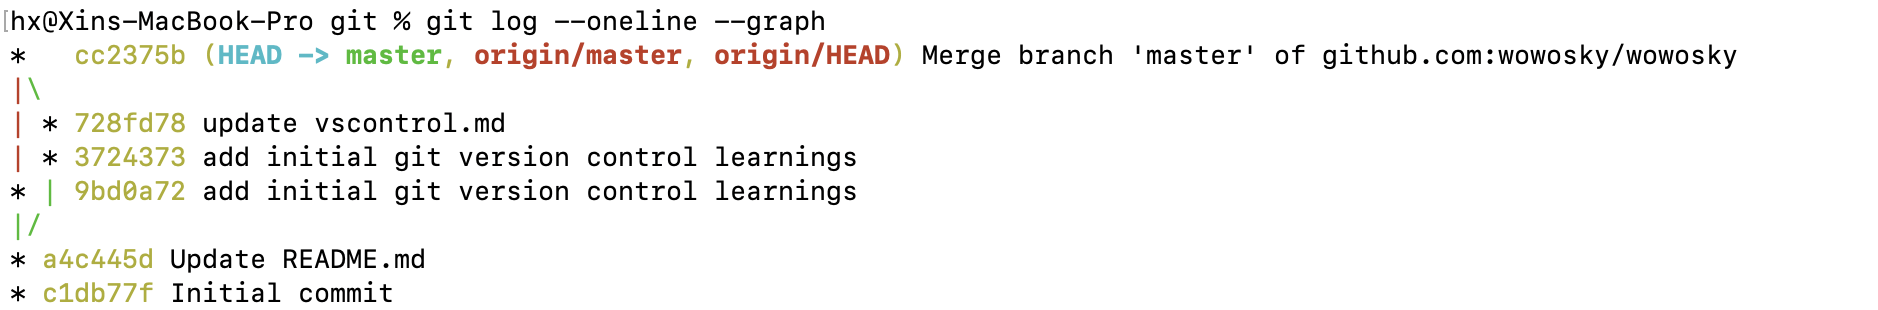 [hx@Xins-MacBook-Pro git % git log --oneline --graph
*   cc2375b (HEAD -> master, origin/master, origin/HEAD) Merge branch 'master' of github.com:wowosky/wowosky
|\
| * 728fd78 update vscontrol.md
| * 3724373 add initial git version control learnings
* | 9bd0a72 add initial git version control learnings
|/
* a4c445d Update README.md
* c1db77f Initial commit